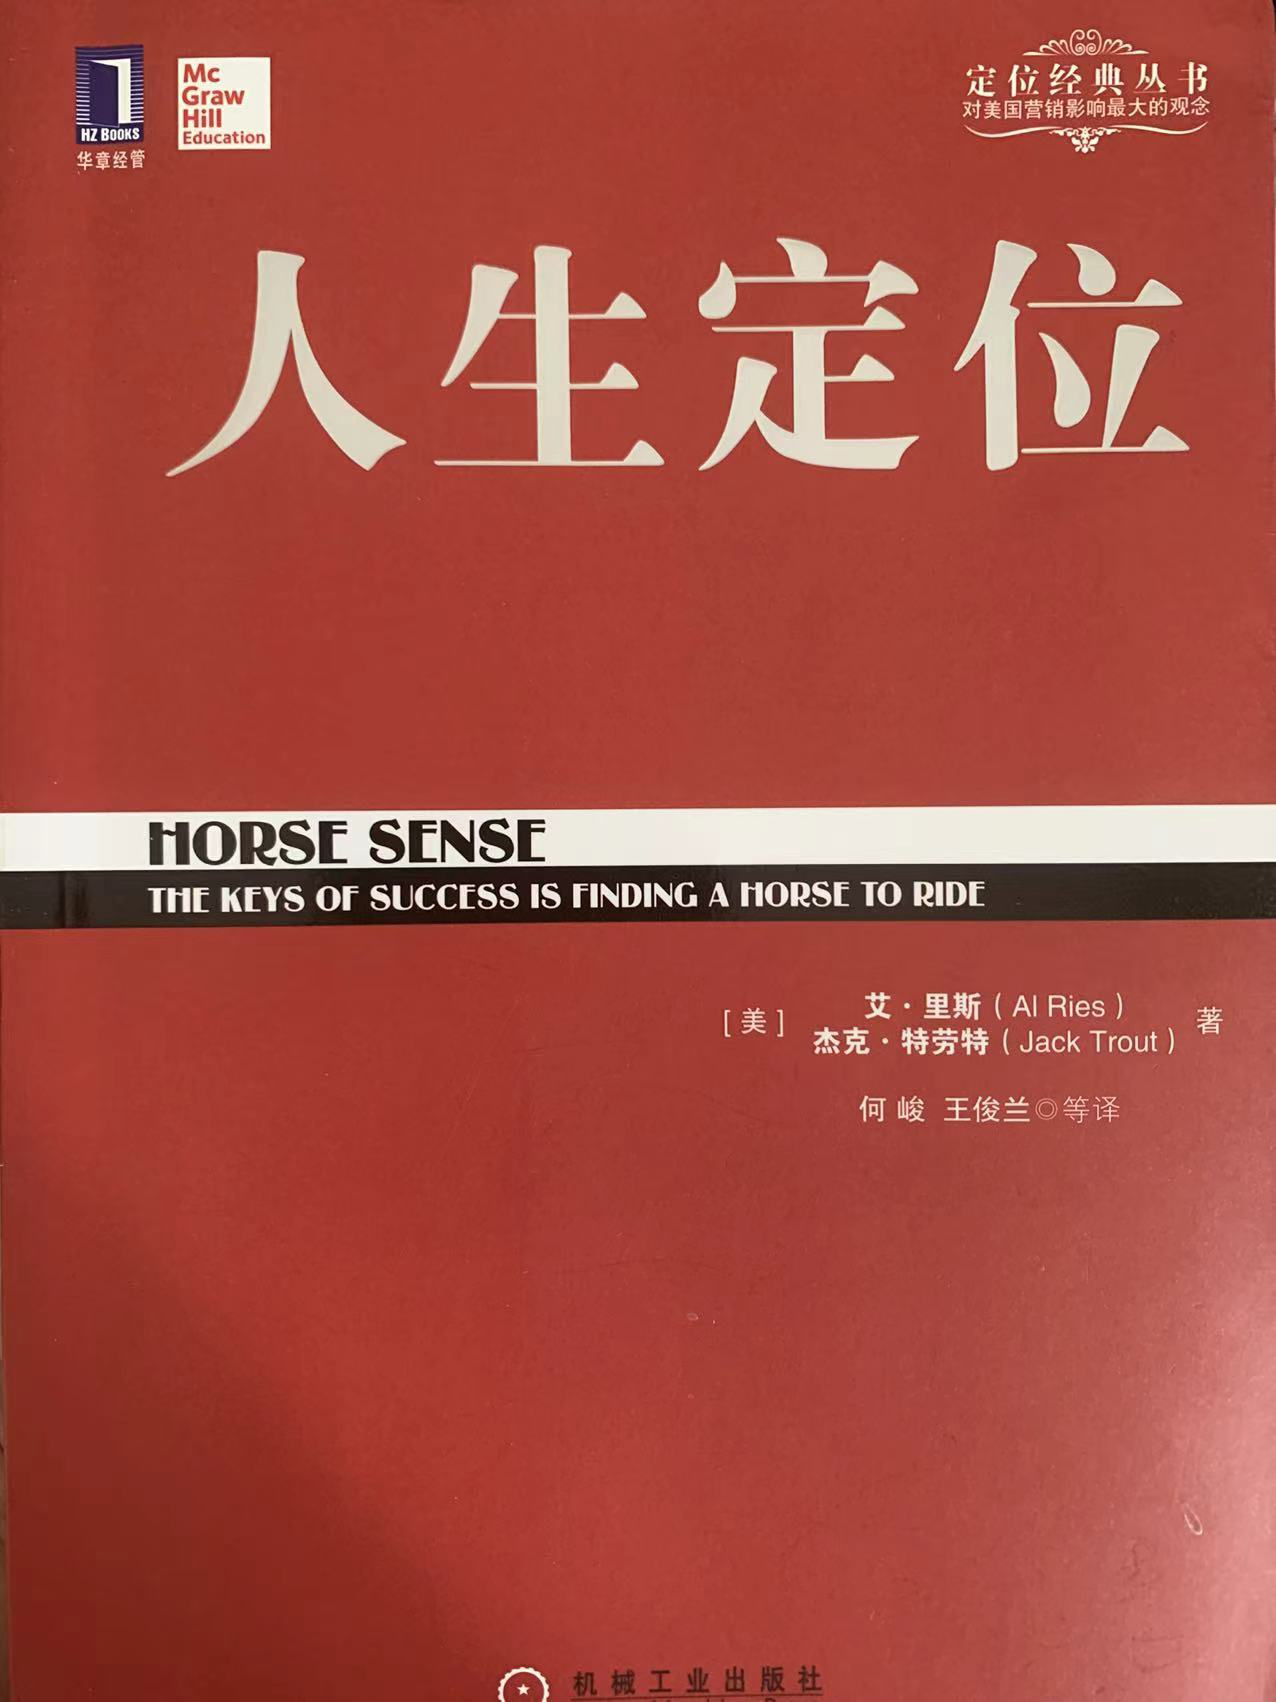 HZ BOOKS
华章经管
Mc
Graw
Hill
Education
定位经典丛书
对美国营销影响最大的观念
人生定位
HORSE SENSE
THE KEYS OF SUCCESS IS FINDING A HORSE TO RIDE
[美] 艾·里斯(Al Ries)
杰克·特劳特(Jack Trout) 著
何峻 王俊兰◎等译
机械工业出版社